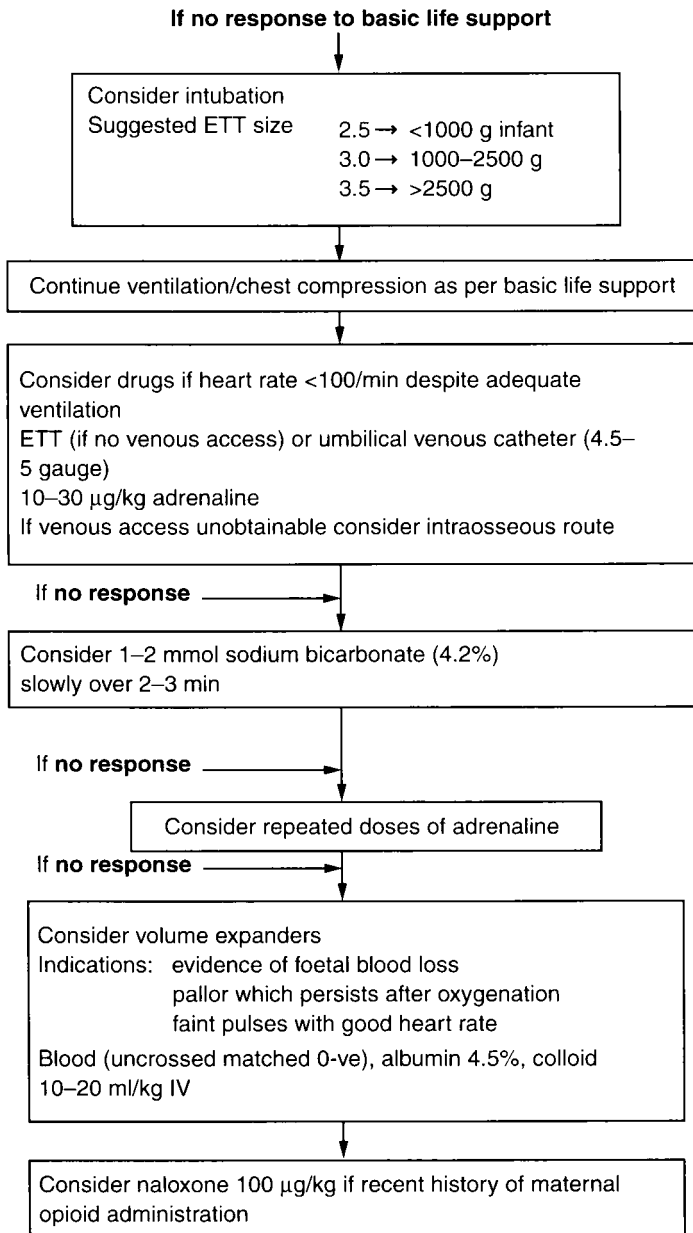 If no response to basic life support
Consider intubation
Suggested ETT size 2.5→ <1000 g infant
3.0→ 1000–2500 g
3.5→ >2500 g
Continue ventilation/chest compression as per basic life support
Consider drugs if heart rate <100/min despite adequate
ventilation
ETT (if no venous access) or umbilical venous catheter (4.5–
5 gauge)
10–30 μg/kg adrenaline
If venous access unobtainable consider intraosseous route
If no response
Consider 1–2 mmol sodium bicarbonate (4.2%)
slowly over 2–3 min
If no response
Consider repeated doses of adrenaline
If no response
Consider volume expanders
Indications: evidence of foetal blood loss
pallor which persists after oxygenation
faint pulses with good heart rate
Blood (uncrossed matched 0-ve), albumin 4.5%, colloid
10–20 ml/kg IV
Consider naloxone 100 μg/kg if recent history of maternal
opioid administration